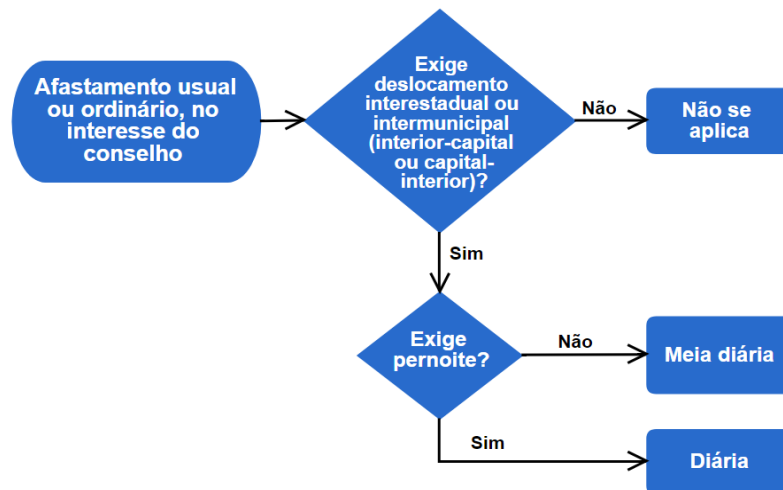 Afastamento usual
ou ordinário, no
interesse do
conselho
Exige
deslocamento
interestadual ou
intermunicipal
(interior-capital
ou capital-
interior)?
Não
Não se
aplica
Sim
Exige
pernoite?
Não
Meia diária
Sim
Diária